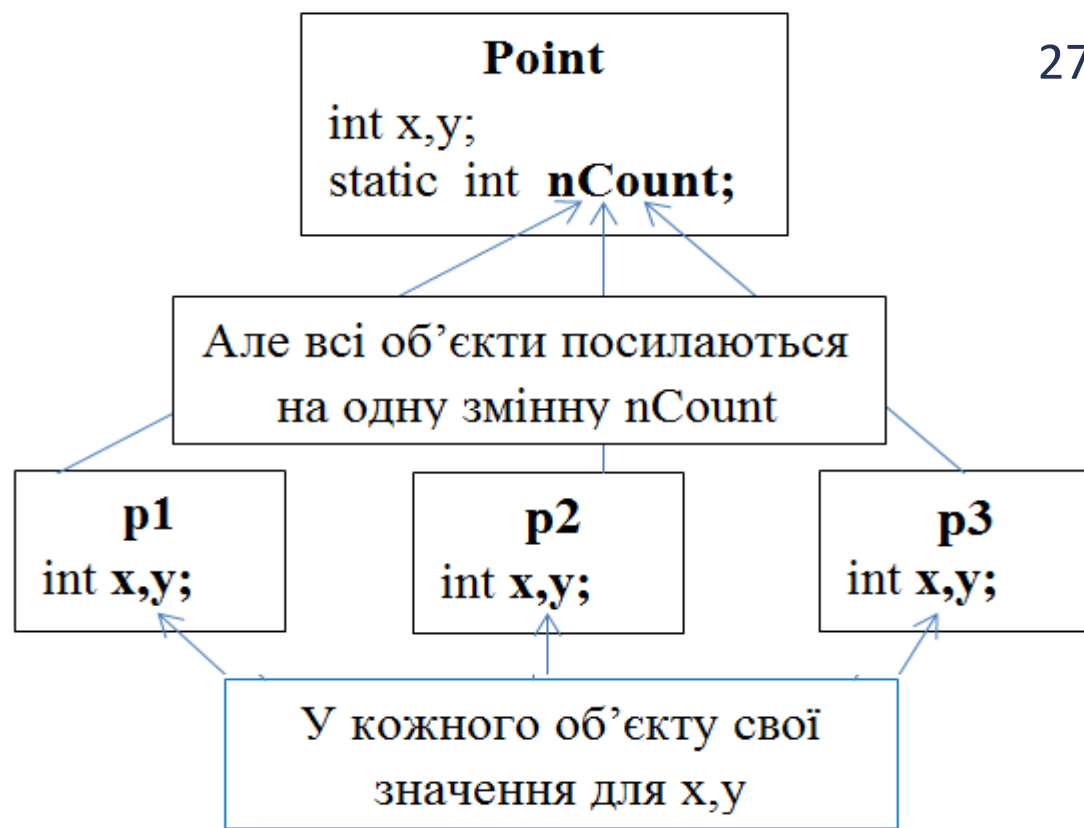 Point
27
int x,y;
static int nCount;
Але всі об’єкти посилаються
на одну змінну nCount
p1
int x,y;
p2
int x,y;
p3
int x,y;
У кожного об’єкту свої
значення для x,y